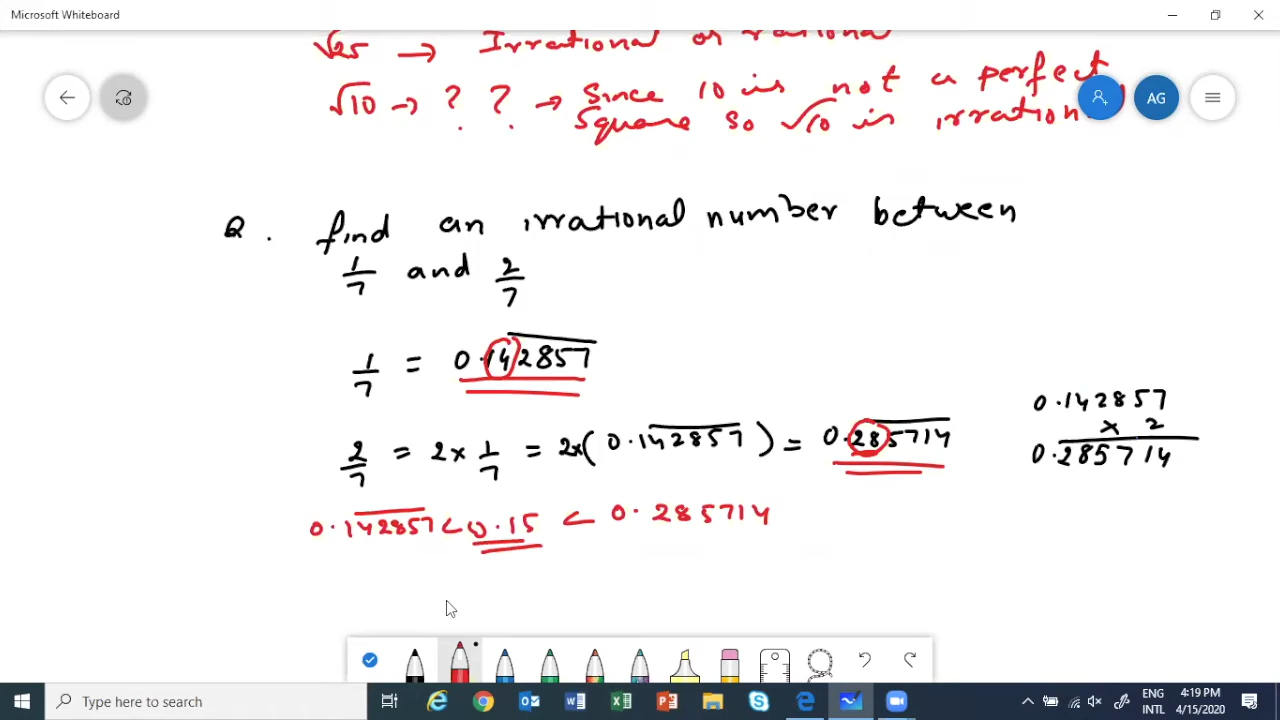 Microsoft Whiteboard
√25 → Irrational or rational
√10 → ? ? → Since 10 is not a perfect
Square so √10 is irration
AG
Q. find an irrational number between
1/7 and 2/7
1/7 = 0.142857
2/7 = 2 × 1/7 = 2×(0.142857) = 0.285714
0.142857
× 2
0.285714
0.142857 < 0.15 < 0.285714
Type here to search
ENG
INTL
4:19 PM
4/15/2020